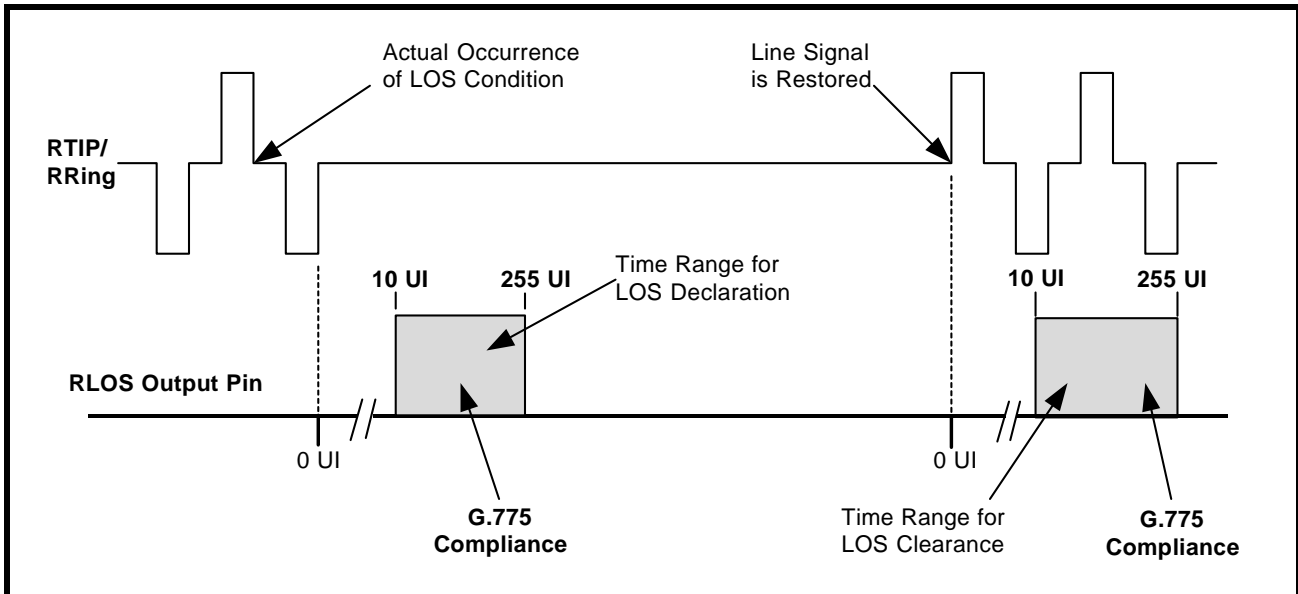 Actual Occurrence
of LOS Condition
Line Signal
is Restored
RTIP/
RRing
Time Range for
LOS Declaration
10 UI
255 UI
10 UI
255 UI
RLOS Output Pin
0 UI
0 UI
G.775
Compliance
Time Range for
LOS Clearance
G.775
Compliance